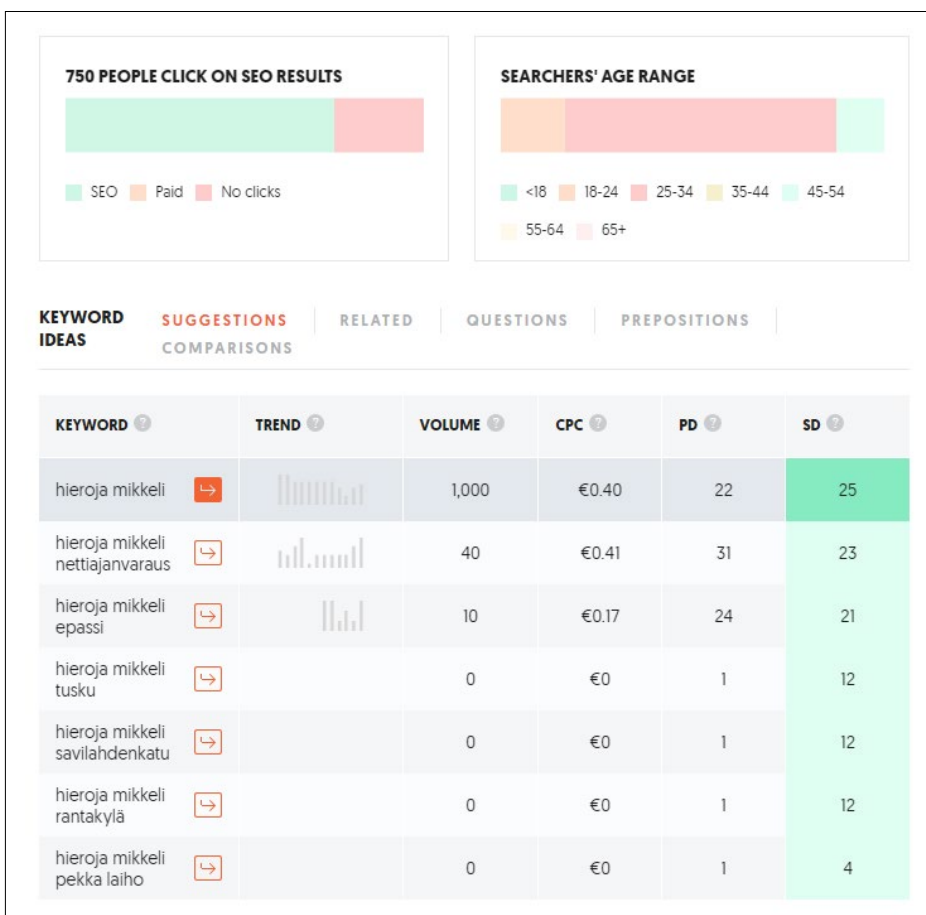 750 PEOPLE CLICK ON SEO RESULTS
SEO Paid No clicks
SEARCHERS' AGE RANGE
<18 18-24 25-34 35-44 45-54
55-64 65+
KEYWORD
IDEAS
SUGGESTIONS RELATED QUESTIONS PREPOSITIONS
COMPARISONS
KEYWORD TREND VOLUME CPC PD SD
hieroja mikkeli 1,000 €0.40 22 25
hieroja mikkeli
nettiajanvaraus 40 €0.41 31 23
hieroja mikkeli
epassi 10 €0.17 24 21
hieroja mikkeli
tusku 0 €0 1 12
hieroja mikkeli
savilahdenkatu 0 €0 1 12
hieroja mikkeli
rantakylä 0 €0 1 12
hieroja mikkeli
pekka laiho 0 €0 1 4